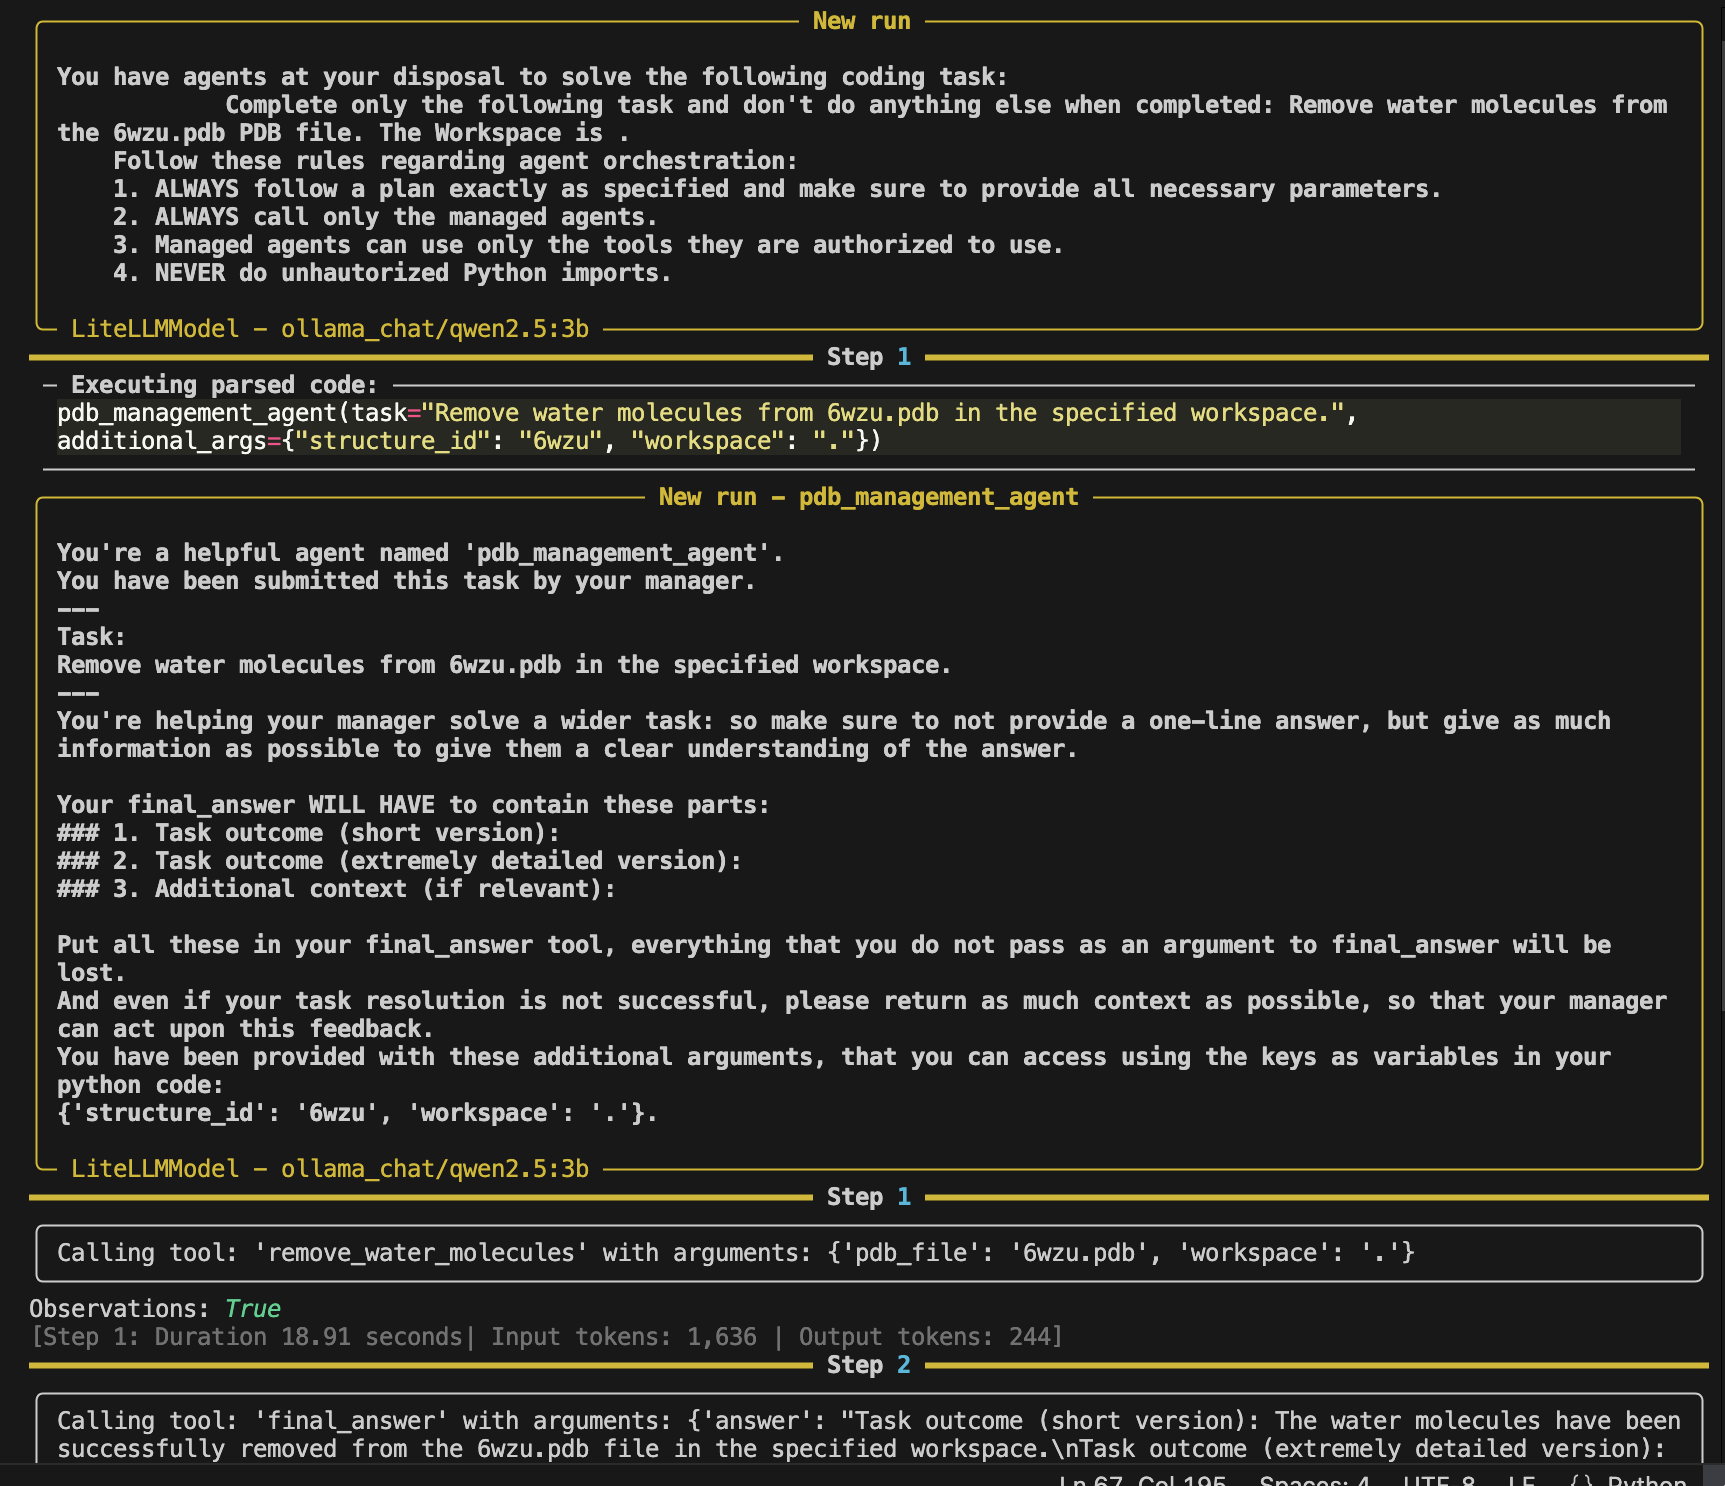 New run
You have agents at your disposal to solve the following coding task:
Complete only the following task and don't do anything else when completed: Remove water molecules from
the 6wzu.pdb PDB file. The Workspace is .
Follow these rules regarding agent orchestration:
1. ALWAYS follow a plan exactly as specified and make sure to provide all necessary parameters.
2. ALWAYS call only the managed agents.
3. Managed agents can use only the tools they are authorized to use.
4. NEVER do unhautorized Python imports.
LiteLLMModel - ollama_chat/qwen2.5:3b
Step 1
Executing parsed code:
pdb_management_agent(task="Remove water molecules from 6wzu.pdb in the specified workspace.",
additional_args={"structure_id": "6wzu", "workspace": "."})
New run - pdb_management_agent
You're a helpful agent named 'pdb_management_agent'.
You have been submitted this task by your manager.
---
Task:
Remove water molecules from 6wzu.pdb in the specified workspace.
---
You're helping your manager solve a wider task: so make sure to not provide a one-line answer, but give as much
information as possible to give them a clear understanding of the answer.
Your final_answer WILL HAVE to contain these parts:
### 1. Task outcome (short version):
### 2. Task outcome (extremely detailed version):
### 3. Additional context (if relevant):
Put all these in your final_answer tool, everything that you do not pass as an argument to final_answer will be
lost.
And even if your task resolution is not successful, please return as much context as possible, so that your manager
can act upon this feedback.
You have been provided with these additional arguments, that you can access using the keys as variables in your
python code:
{'structure_id': '6wzu', 'workspace': '.'}.
LiteLLMModel - ollama_chat/qwen2.5:3b
Step 1
Calling tool: 'remove_water_molecules' with arguments: {'pdb_file': '6wzu.pdb', 'workspace': '.'}
Observations: True
[Step 1: Duration 18.91 seconds| Input tokens: 1,636 | Output tokens: 244]
Step 2
Calling tool: 'final_answer' with arguments: {'answer': "Task outcome (short version): The water molecules have been
successfully removed from the 6wzu.pdb file in the specified workspace.\nTask outcome (extremely detailed version):
Ln 67, Col 195 Spaces: 4 UTF-8 LF {} Python